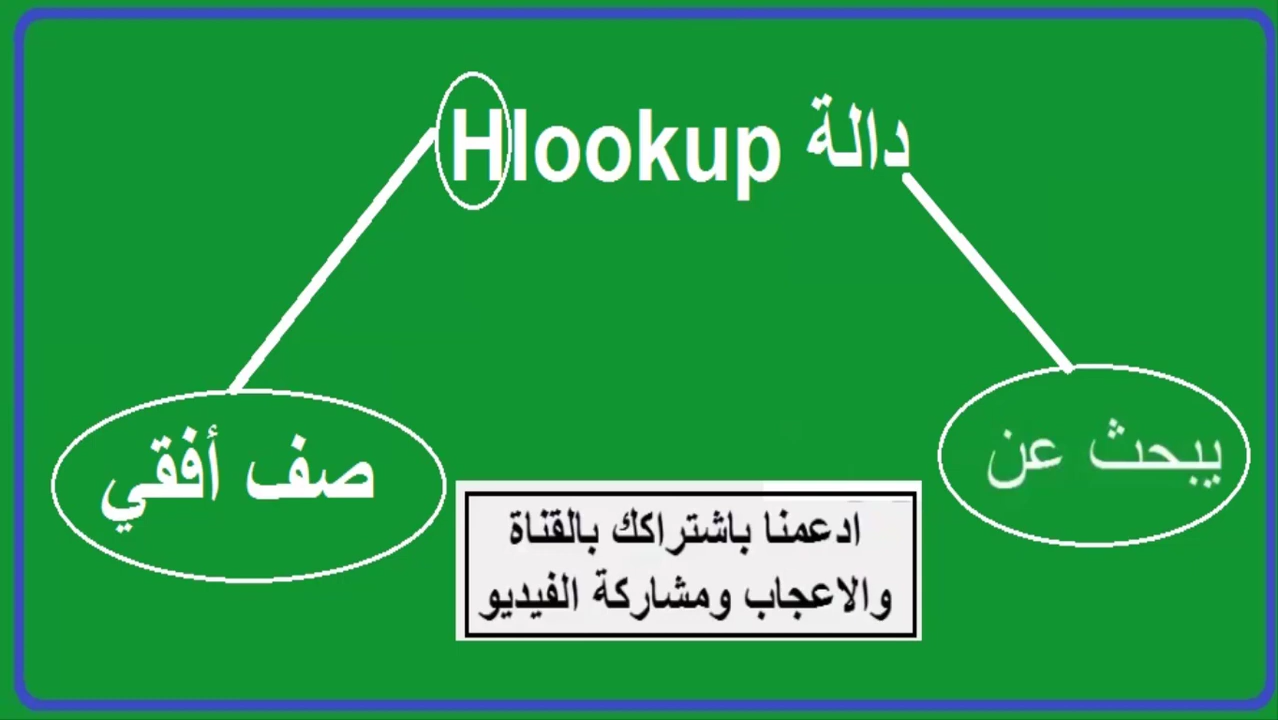 دالة Hlookup
يبحث عن
صف أفقي
ادعمنا باشتراكك بالقناة
والاعجاب ومشاركة الفيديو